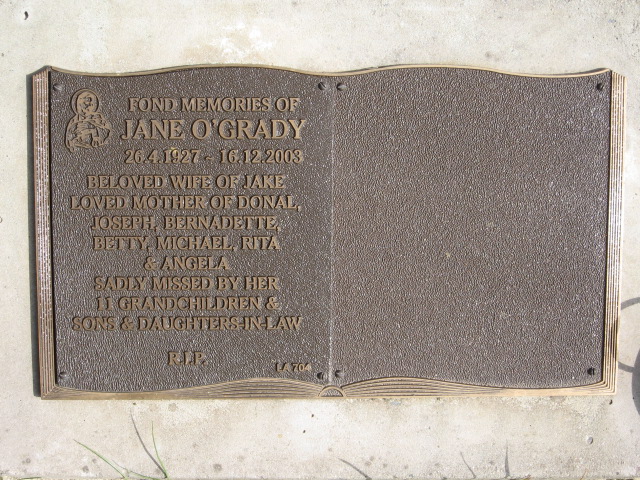 FOND MEMORIES OF
JANE O'GRADY
26.4.1927 - 16.12.2003
BELOVED WIFE OF JAKE
LOVED MOTHER OF DONAL,
JOSEPH, BERNADETTE,
BETTY, MICHAEL, RITA
& ANGELA
SADLY MISSED BY HER
11 GRANDCHILDREN &
SONS & DAUGHTERS-IN-LAW
R.I.P.
LA 704